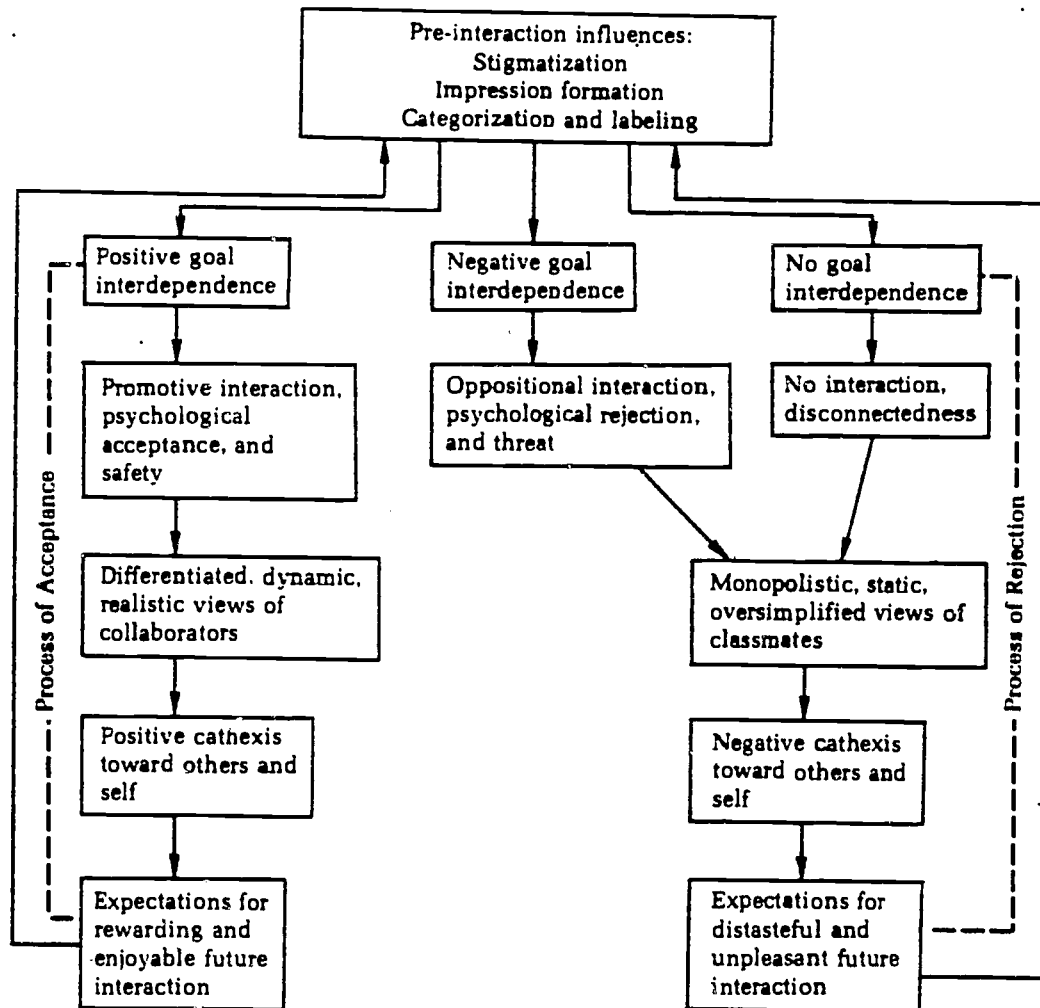 Pre-interaction influences:
Stigmatization
Impression formation
Categorization and labeling
Positive goal
interdependence
Negative goal
interdependence
No goal
interdependence
Promotive interaction,
psychological
acceptance, and
safety
Oppositional interaction,
psychological rejection,
and threat
No interaction,
disconnectedness
Process of Acceptance
Differentiated. dynamic,
realistic views of
collaborators
Monopolistic, static,
oversimplified views of
classmates
Process of Rejection
Positive cathexis
toward others and
self
Negative cathexis
toward others and
self
Expectations for
rewarding and
enjoyable future
interaction
Expectations for
distasteful and
unpleasant future
interaction